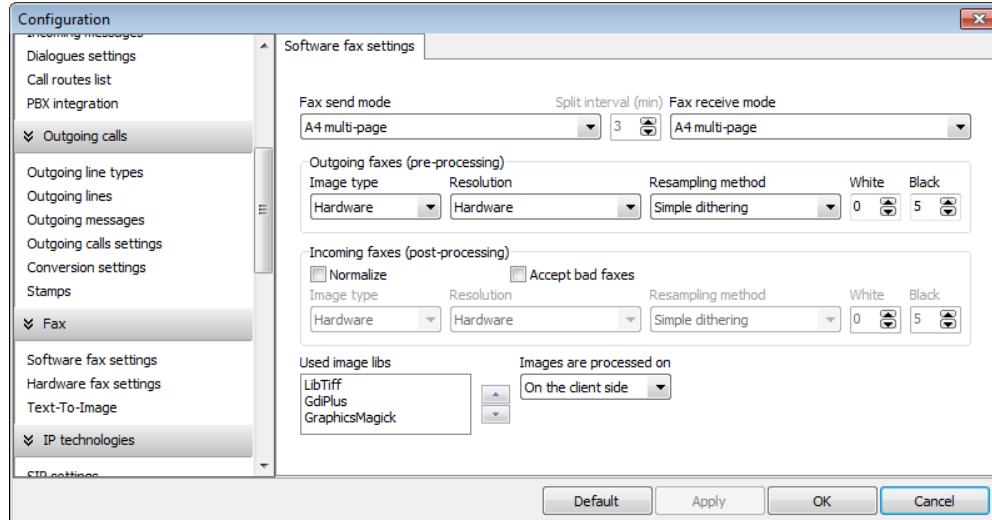 Configuration
Incoming messages
Dialogues settings
Call routes list
PBX integration
Outgoing calls
Outgoing line types
Outgoing lines
Outgoing messages
Outgoing calls settings
Conversion settings
Stamps
Fax
Software fax settings
Hardware fax settings
Text-To-Image
IP technologies
SIP settings
Software fax settings
Fax send mode Split interval (min) Fax receive mode
A4 multi-page 3 A4 multi-page
Outgoing faxes (pre-processing)
Image type Resolution Resampling method White Black
Hardware Hardware Simple dithering 0 5
Incoming faxes (post-processing)
Normalize Accept bad faxes
Image type Resolution Resampling method White Black
Hardware Hardware Simple dithering 0 5
Used image libs Images are processed on
LibTiff On the client side
GdiPlus
GraphicsMagick
Default Apply OK Cancel